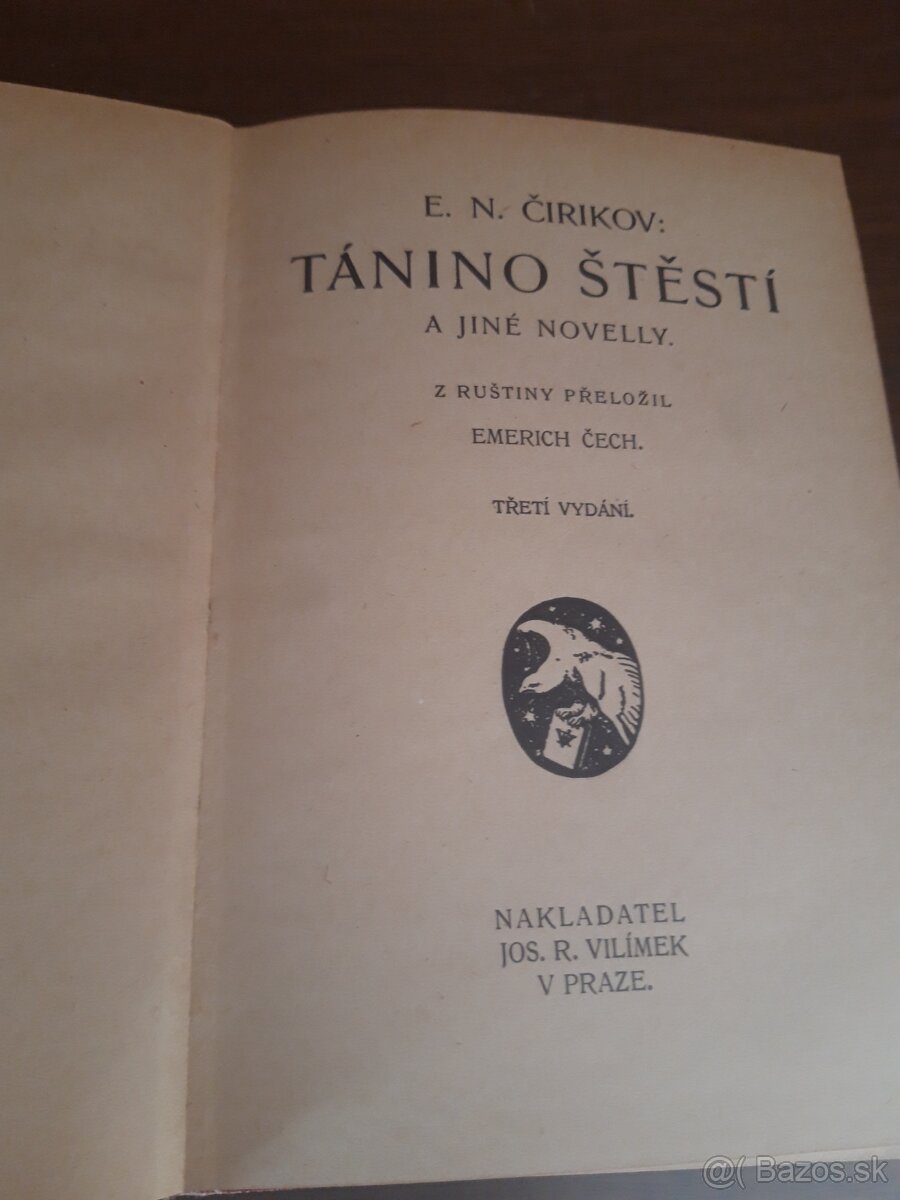 E. N. ČIRIKOV:
TÁNINO ŠTĚSTÍ
A JINÉ NOVELLY.
Z RUŠTINY PŘELOŽIL
EMERICH ČECH.
TŘETÍ VYDÁNÍ.
NAKLADATEL
JOS. R. VILÍMEK
V PRAZE.
@( Bazos.sk